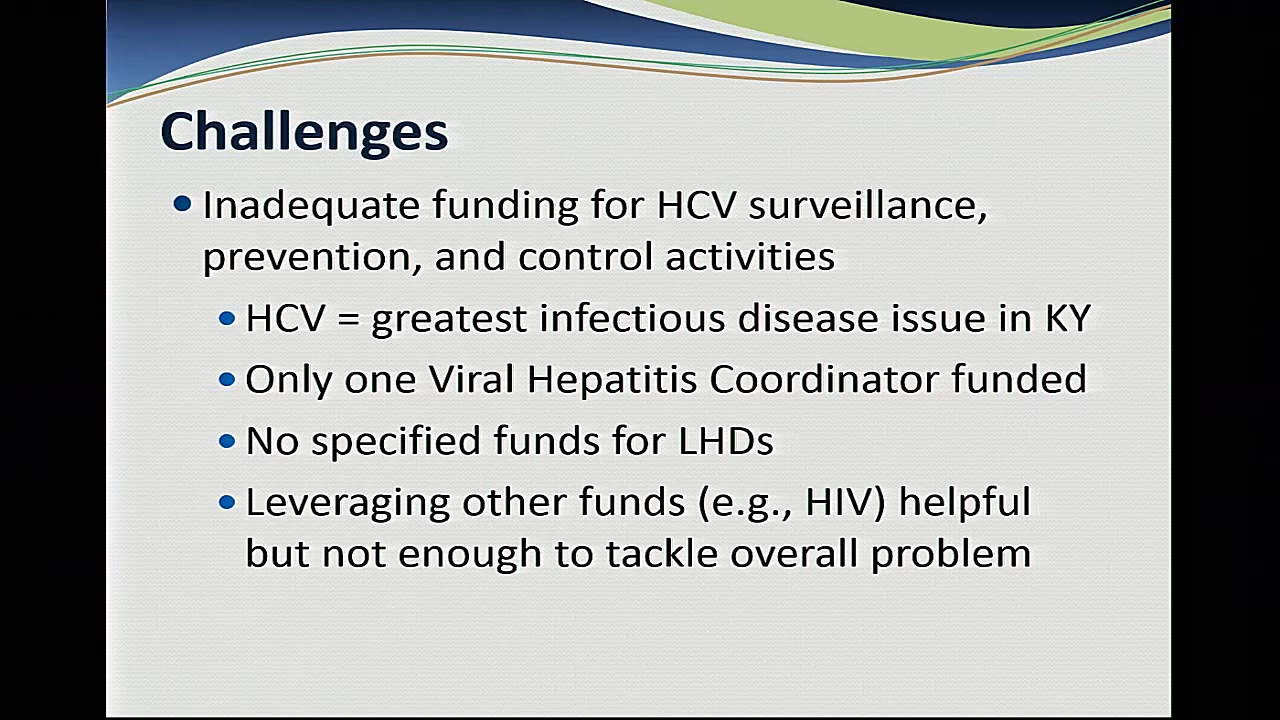 Challenges
• Inadequate funding for HCV surveillance,
prevention, and control activities
• HCV = greatest infectious disease issue in KY
• Only one Viral Hepatitis Coordinator funded
• No specified funds for LHDs
• Leveraging other funds (e.g., HIV) helpful
but not enough to tackle overall problem